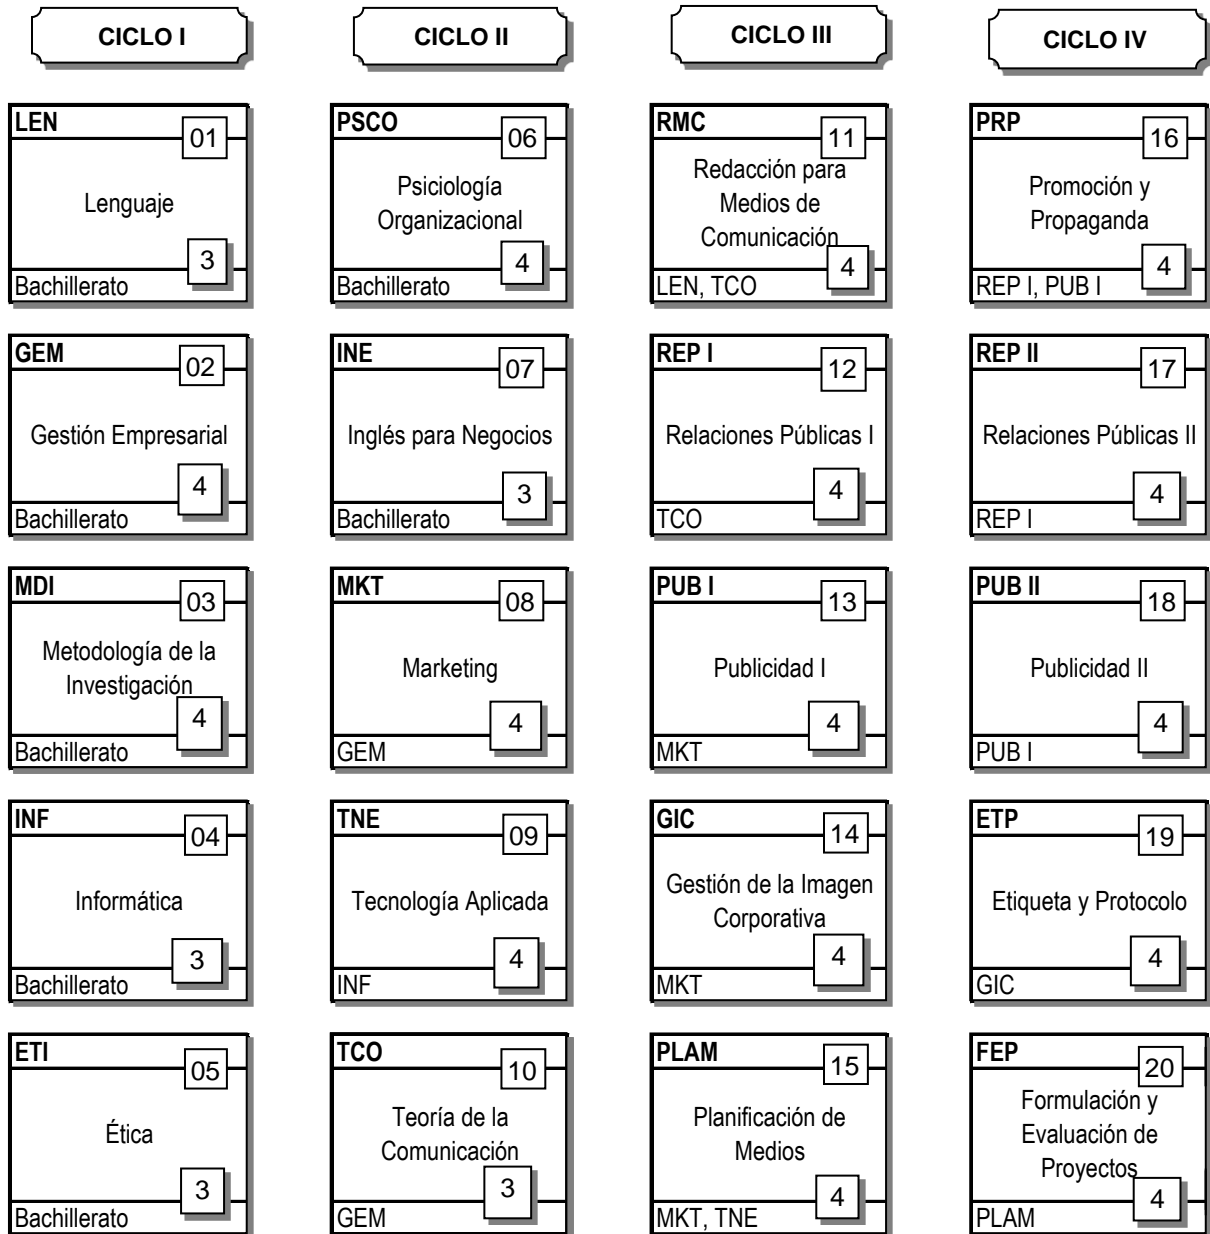 CICLO I
CICLO II
CICLO III
CICLO IV
LEN
01
Lenguaje
3
Bachillerato
PSCO
06
Psiciología
Organizacional
4
Bachillerato
RMC
11
Redacción para
Medios de
Comunicación
4
LEN, TCO
PRP
16
Promoción y
Propaganda
4
REP I, PUB I
GEM
02
Gestión Empresarial
4
Bachillerato
INE
07
Inglés para Negocios
3
Bachillerato
REP I
12
Relaciones Públicas I
4
TCO
REP II
17
Relaciones Públicas II
4
REP I
MDI
03
Metodología de la
Investigación
4
Bachillerato
MKT
08
Marketing
4
GEM
PUB I
13
Publicidad I
4
MKT
PUB II
18
Publicidad II
4
PUB I
INF
04
Informática
3
Bachillerato
TNE
09
Tecnología Aplicada
4
INF
GIC
14
Gestión de la Imagen
Corporativa
4
MKT
ETP
19
Etiqueta y Protocolo
4
GIC
ETI
05
Ética
3
Bachillerato
TCO
10
Teoría de la
Comunicación
3
GEM
PLAM
15
Planificación de
Medios
4
MKT, TNE
FEP
20
Formulación y
Evaluación de
Proyectos
4
PLAM